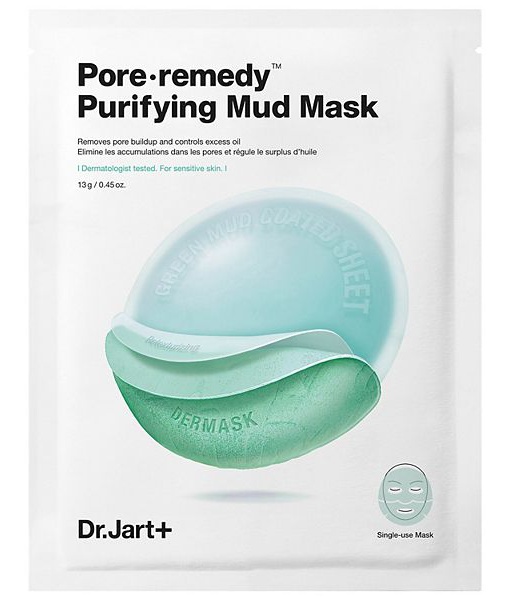 Pore·remedy™
Purifying Mud Mask
Removes pore buildup and controls excess oil
Elimine les accumulations dans les pores et régule le surplus d'huile
I Dermatologist tested. For sensitive skin. I
13 g / 0.45 oz.
GREEN MUD COATED SHEET
DERMASK
Dr.Jart+
Single-use Mask